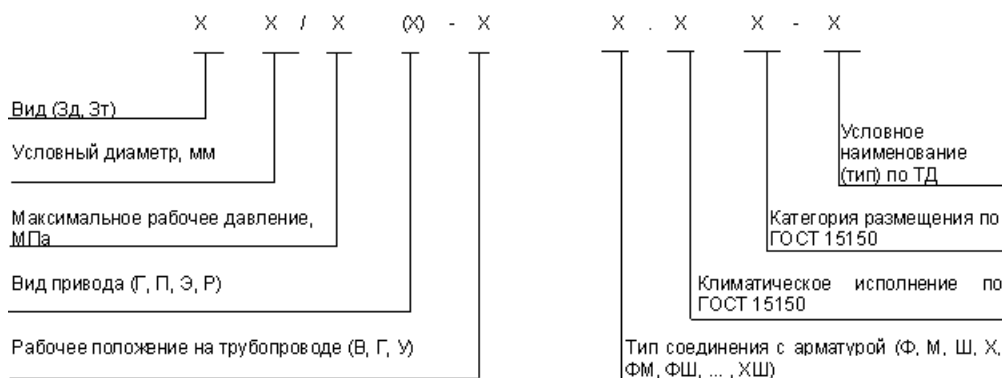 Х Х / Х (Х) - Х Х . Х Х - Х
Вид (Зд, Зт)
Условный диаметр, мм
Максимальное рабочее давление,
МПа
Вид привода (Г, П, Э, Р)
Рабочее положение на трубопроводе (В, Г, У)
Условное
наименование
(тип) по ТД
Категория размещения по
ГОСТ 15150
Климатическое исполнение по
ГОСТ 15150
Тип соединения с арматурой (Ф, М, Ш, Х,
ФМ, ФШ, ... , ХШ)